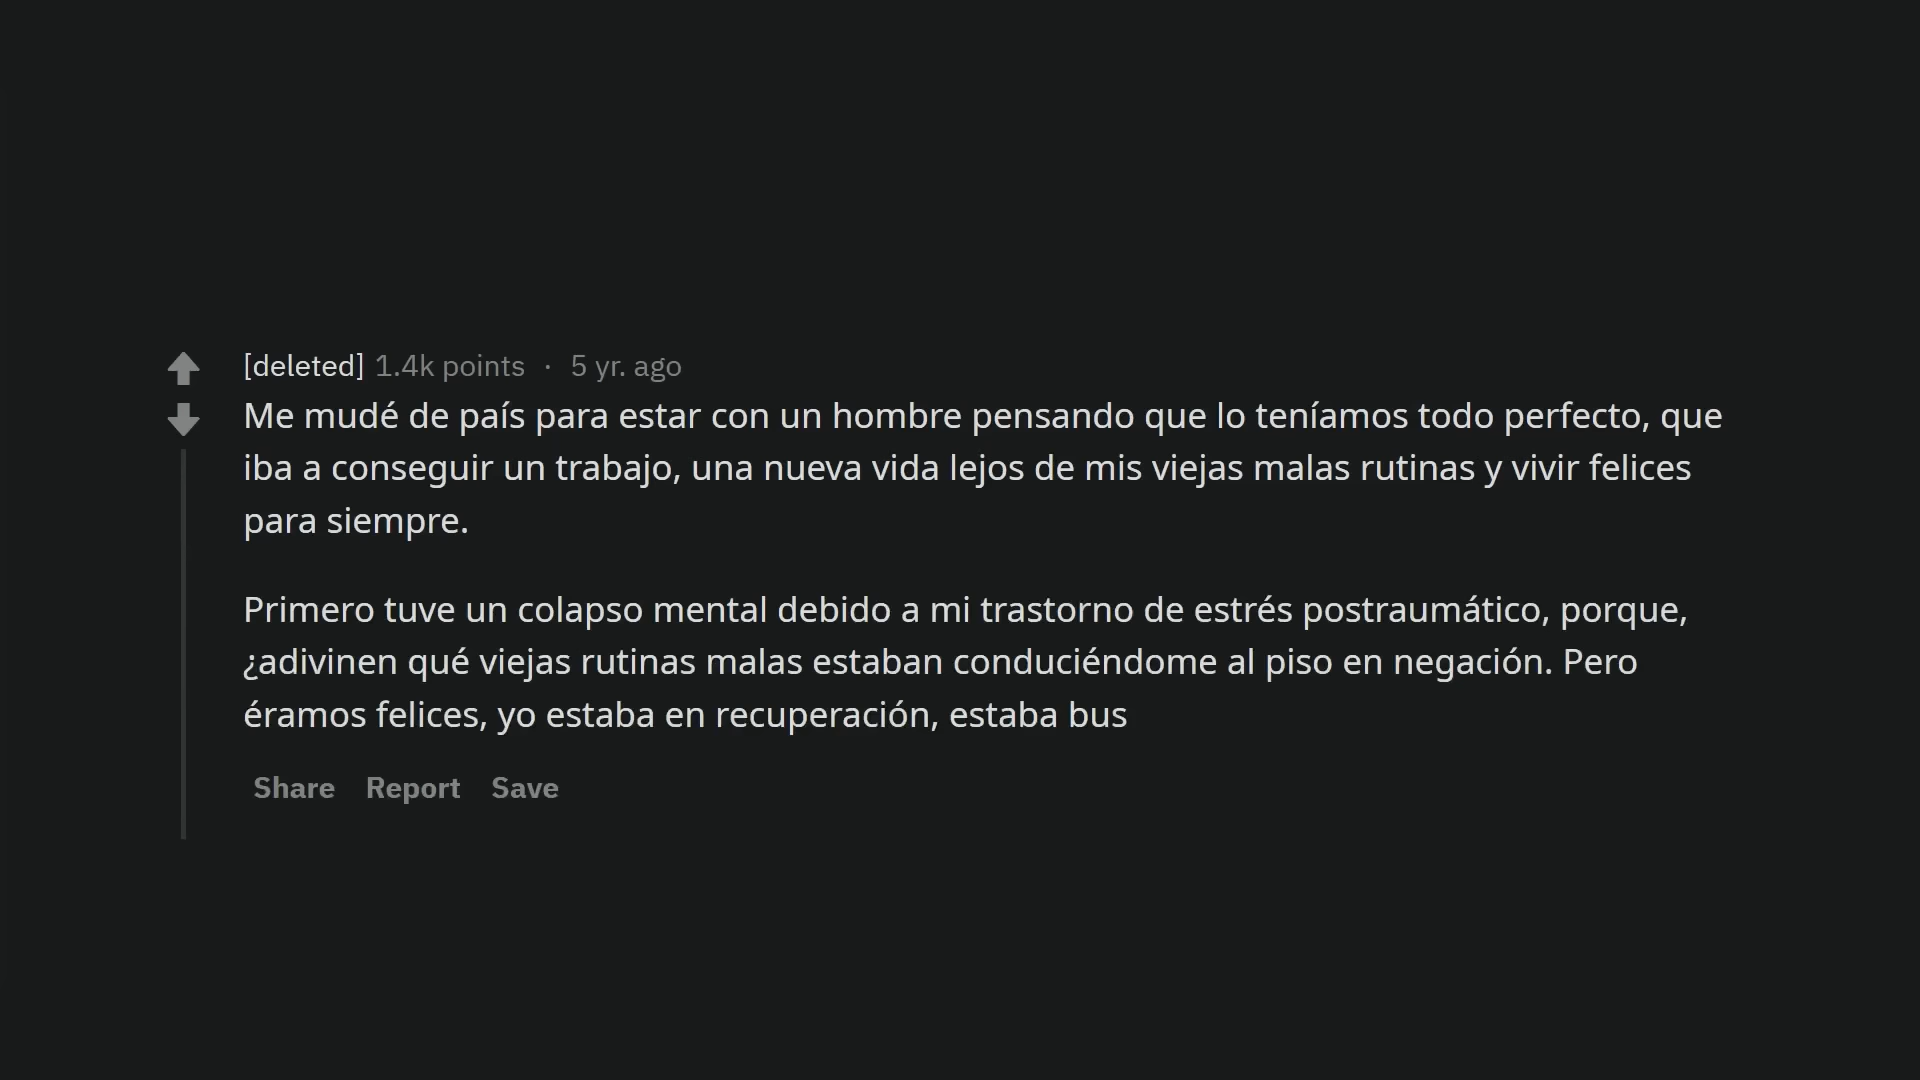 [deleted] 1.4k points · 5 yr. ago
Me mudé de país para estar con un hombre pensando que lo teníamos todo perfecto, que
iba a conseguir un trabajo, una nueva vida lejos de mis viejas malas rutinas y vivir felices
para siempre.
Primero tuve un colapso mental debido a mi trastorno de estrés postraumático, porque,
¿adivinen qué viejas rutinas malas estaban conduciéndome al piso en negación. Pero
éramos felices, yo estaba en recuperación, estaba bus
Share Report Save